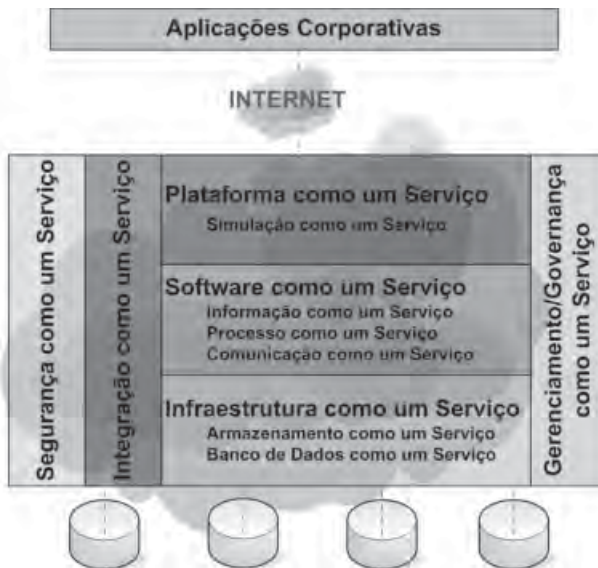 Aplicações Corporativas
INTERNET
Segurança como um Serviço
Integração como um Serviço
Plataforma como um Serviço
Simulação como um Serviço
Software como um Serviço
Informação como um Serviço
Processo como um Serviço
Comunicação como um Serviço
Infraestrutura como um Serviço
Armazenamento como um Serviço
Banco de Dados como um Serviço
Gerenciamento/Governança
como um Serviço